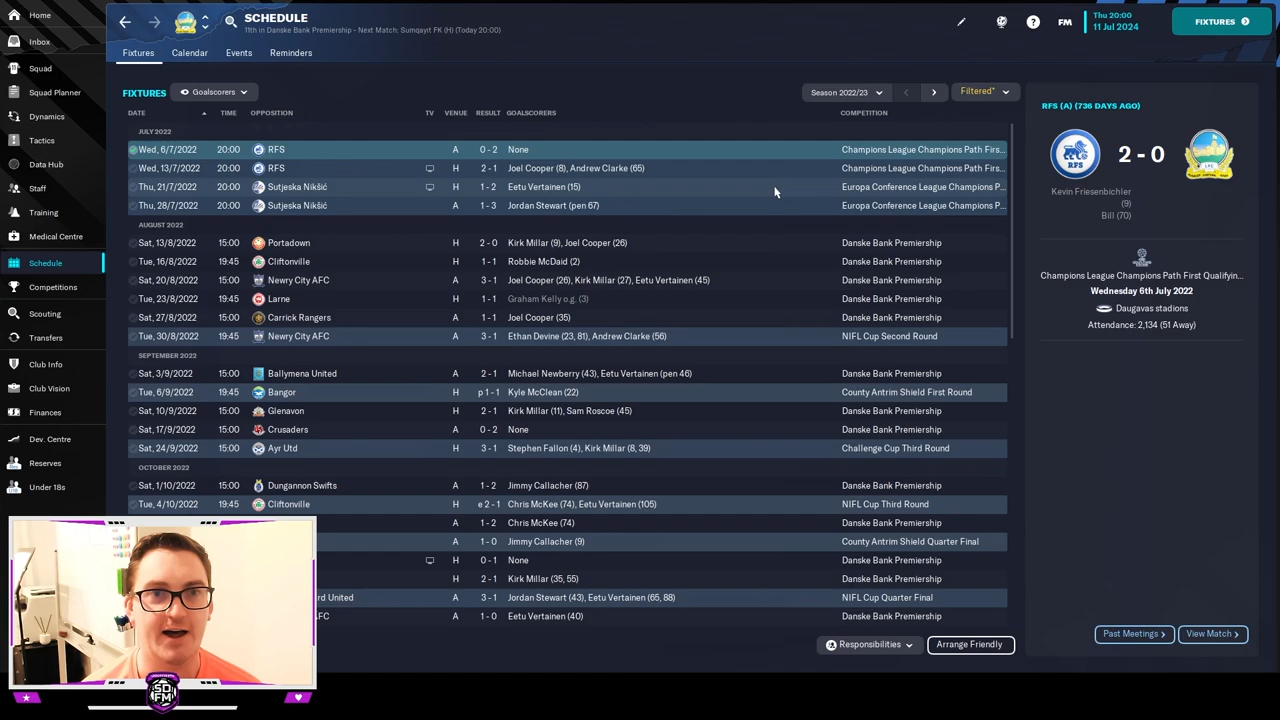 Home
Inbox
Squad
Squad Planner
Dynamics
Tactics
Data Hub
Staff
Training
Medical Centre
Schedule
Competitions
Scouting
Transfers
Club Info
Club Vision
Finances
Dev. Centre
Reserves
Under 18s
SCHEDULE
11th in Danske Bank Premiership - Next Match: Sumqayit FK (H) (Today 20:00)
FM
Thu 20:00
11 Jul 2024
FIXTURES
Fixtures Calendar Events Reminders
FIXTURES Goalscorers Season 2022/23 Filtered*
DATE TIME OPPOSITION TV VENUE RESULT GOALSCORERS COMPETITION
JULY 2022
Wed, 6/7/2022 20:00 RFS A 0 - 2 None Champions League Champions Path Firs...
Wed, 13/7/2022 20:00 RFS H 2 - 1 Joel Cooper (8), Andrew Clarke (65) Champions League Champions Path Firs...
Thu, 21/7/2022 20:00 Sutjeska Nikšić H 1 - 2 Eetu Vertainen (15) Europa Conference League Champions P...
Thu, 28/7/2022 20:00 Sutjeska Nikšić A 1 - 3 Jordan Stewart (pen 67) Europa Conference League Champions P...
AUGUST 2022
Sat, 13/8/2022 15:00 Portadown H 2 - 0 Kirk Millar (9), Joel Cooper (26) Danske Bank Premiership
Tue, 16/8/2022 19:45 Cliftonville H 1 - 1 Robbie McDaid (2) Danske Bank Premiership
Sat, 20/8/2022 15:00 Newry City AFC A 3 - 1 Joel Cooper (26), Kirk Millar (27), Eetu Vertainen (45) Danske Bank Premiership
Tue, 23/8/2022 19:45 Larne H 1 - 1 Graham Kelly o.g. (3) Danske Bank Premiership
Sat, 27/8/2022 15:00 Carrick Rangers A 1 - 1 Joel Cooper (35) Danske Bank Premiership
Tue, 30/8/2022 19:45 Newry City AFC A 3 - 1 Ethan Devine (23, 81), Andrew Clarke (56) NIFL Cup Second Round
SEPTEMBER 2022
Sat, 3/9/2022 15:00 Ballymena United A 2 - 1 Michael Newberry (43), Eetu Vertainen (pen 46) Danske Bank Premiership
Tue, 6/9/2022 19:45 Bangor H p 1 - 1 Kyle McClean (22) County Antrim Shield First Round
Sat, 10/9/2022 15:00 Glenavon H 2 - 1 Kirk Millar (11), Sam Roscoe (45) Danske Bank Premiership
Sat, 17/9/2022 15:00 Crusaders A 0 - 2 None Danske Bank Premiership
Sat, 24/9/2022 15:00 Ayr Utd H 3 - 1 Stephen Fallon (4), Kirk Millar (8, 39) Challenge Cup Third Round
OCTOBER 2022
Sat, 1/10/2022 15:00 Dungannon Swifts A 1 - 2 Jimmy Callacher (87) Danske Bank Premiership
Tue, 4/10/2022 19:45 Cliftonville H e 2 - 1 Chris McKee (74), Eetu Vertainen (105) NIFL Cup Third Round
A 1 - 2 Chris McKee (74) Danske Bank Premiership
A 1 - 0 Jimmy Callacher (9) County Antrim Shield Quarter Final
H 0 - 1 None Danske Bank Premiership
H 2 - 1 Kirk Millar (35, 55) Danske Bank Premiership
rd United A 3 - 1 Jordan Stewart (43), Eetu Vertainen (65, 88) NIFL Cup Quarter Final
FC A 1 - 0 Eetu Vertainen (40) Danske Bank Premiership
Responsibilities Arrange Friendly
RFS (A) (736 DAYS AGO)
RFS 2 - 0
Kevin Friesenbichler
(9)
Bill (70)
Champions League Champions Path First Qualifyin...
Wednesday 6th July 2022
Daugavas stadions
Attendance: 2,134 (51 Away)
Past Meetings View Match
SD
FM